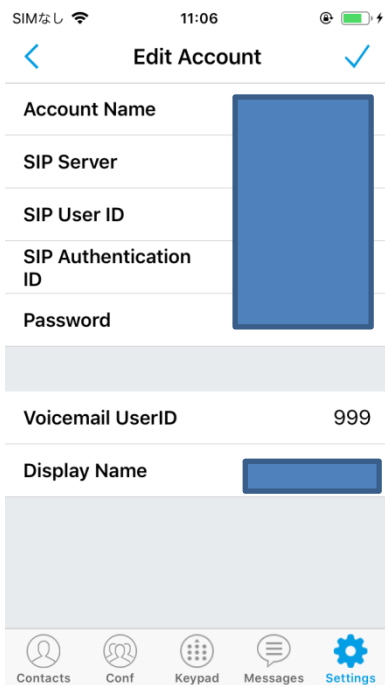 SIMなし 11:06
Edit Account
Account Name
SIP Server
SIP User ID
SIP Authentication
ID
Password
Voicemail UserID 999
Display Name
Contacts Conf Keypad Messages Settings